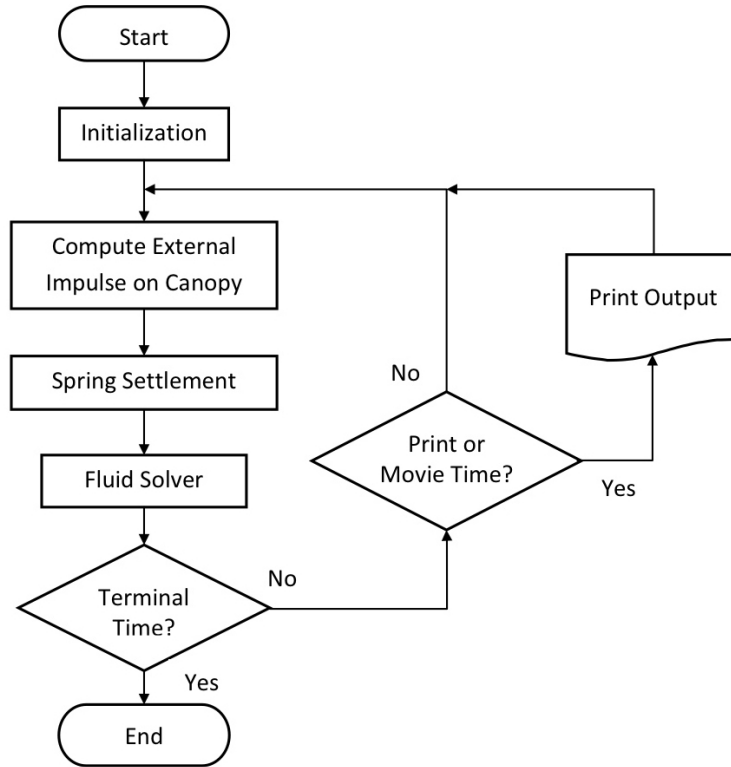 Start
Initialization
Compute External
Impulse on Canopy
Print Output
Spring Settlement
No
Print or
Movie Time?
Fluid Solver
Yes
No
Terminal
Time?
Yes
End